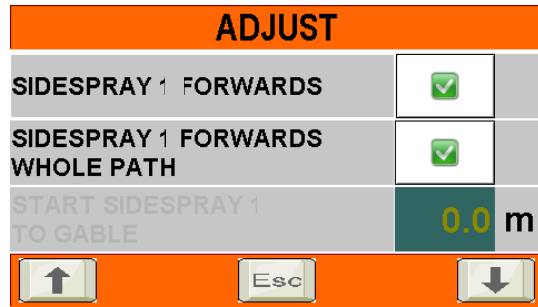 ADJUST
SIDESPRAY 1 FORWARDS
SIDESPRAY 1 FORWARDS
WHOLE PATH
START SIDESPRAY 1
TO GABLE
0.0 m
Esc